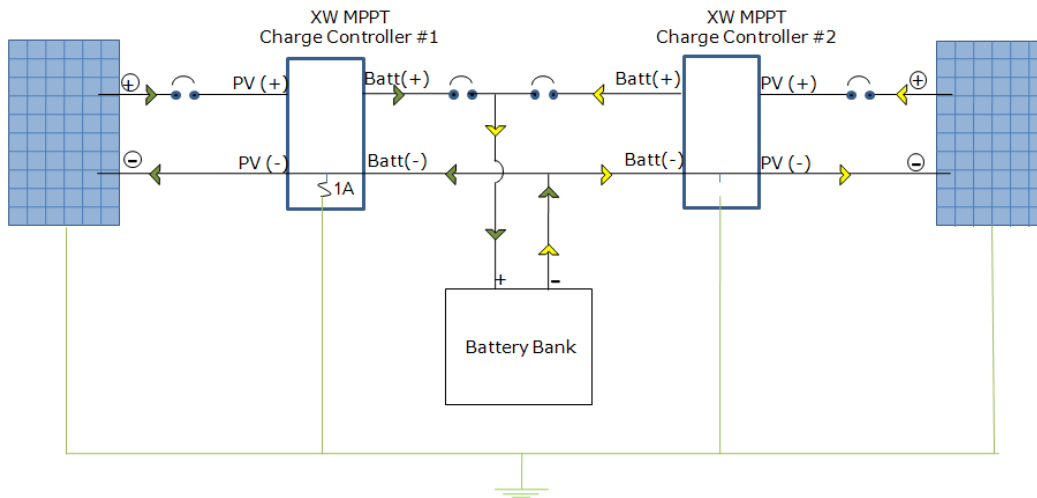 XW MPPT
Charge Controller #1
XW MPPT
Charge Controller #2
+
PV (+)
Batt(+)
Batt(+)
PV (+)
+
−
PV (-)
Batt(-)
Batt(-)
PV (-)
−
1A
+
−
Battery Bank